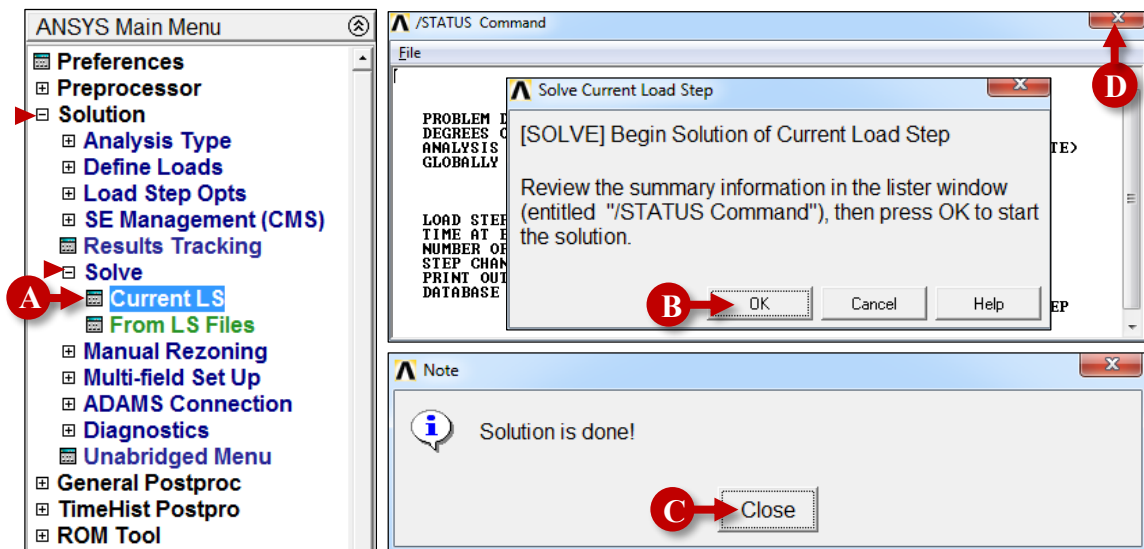 ANSYS Main Menu
Preferences
Preprocessor
Solution
Analysis Type
Define Loads
Load Step Opts
SE Management (CMS)
Results Tracking
Solve
A
Current LS
From LS Files
Manual Rezoning
Multi-field Set Up
ADAMS Connection
Diagnostics
Unabridged Menu
General Postproc
TimeHist Postpro
ROM Tool
/STATUS Command
D
File
PROBLEM D
DEGREES O
ANALYSIS
TE)
GLOBALLY
LOAD STEP
TIME AT E
NUMBER OF
STEP CHAN
PRINT OUT
DATABASE
EP
Solve Current Load Step
[SOLVE] Begin Solution of Current Load Step
Review the summary information in the lister window
(entitled "/STATUS Command"), then press OK to start
the solution.
B
OK Cancel Help
Note
Solution is done!
C
Close